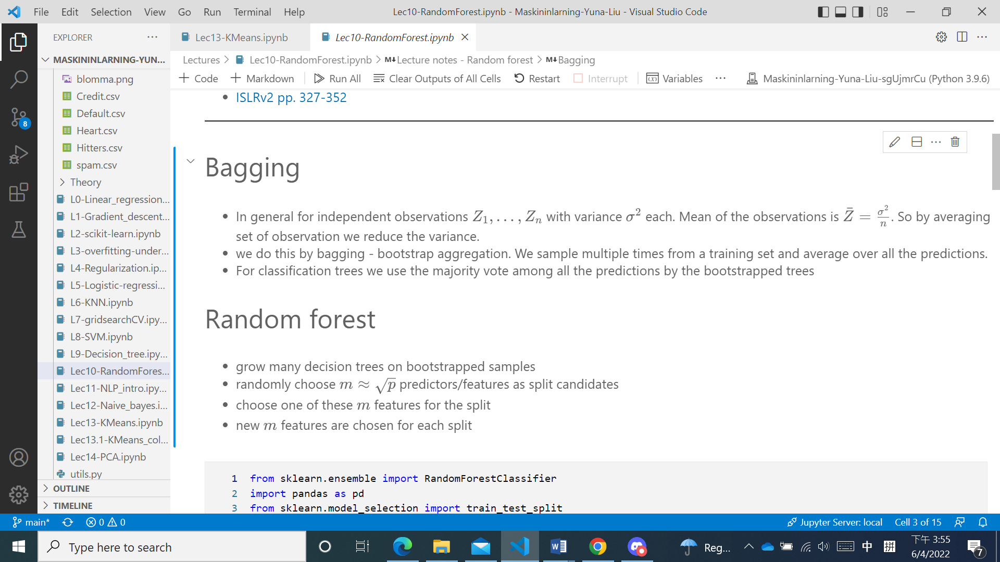 File Edit Selection View Go Run Terminal Help
Lec10-RandomForest.ipynb - Maskininlarning-Yuna-Liu - Visual Studio Code
EXPLORER
Lec13-KMeans.ipynb
Lec10-RandomForest.ipynb
MASKININLARNING-YUN...
Lectures > Lec10-RandomForest.ipynb > M↓Lecture notes - Random forest > M↓Bagging
+ Code + Markdown Run All Clear Outputs of All Cells Restart Interrupt Variables ... Maskininlarning-Yuna-Liu-sgUjmrCu (Python 3.9.6)
blomma.png
Credit.csv
Default.csv
Heart.csv
Hitters.csv
spam.csv
Theory
L0-Linear_regression...
L1-Gradient_descent...
L2-scikit-learn.ipynb
L3-overfitting-under...
L4-Regularization.ip...
L5-Logistic-regressi...
L6-KNN.ipynb
L7-gridsearchCV.ipy...
L8-SVM.ipynb
L9-Decision_tree.ipy...
Lec10-RandomFores...
Lec11-NLP_intro.ipy...
Lec12-Naive_bayes.i...
Lec13-KMeans.ipynb
Lec13.1-KMeans_col...
Lec14-PCA.ipynb
utils.py
OUTLINE
TIMELINE
8
• ISLRv2 pp. 327-352
Bagging
• In general for independent observations Z₁, . . . , Zₙ with variance σ² each. Mean of the observations is Z̄ = σ²/n. So by averaging
set of observation we reduce the variance.
• we do this by bagging - bootstrap aggregation. We sample multiple times from a training set and average over all the predictions.
• For classification trees we use the majority vote among all the predictions by the bootstrapped trees
Random forest
• grow many decision trees on bootstrapped samples
• randomly choose m ≈ √p predictors/features as split candidates
• choose one of these m features for the split
• new m features are chosen for each split
1 from sklearn.ensemble import RandomForestClassifier
2 import pandas as pd
3 from sklearn.model_selection import train_test_split
main* 0 0 Jupyter Server: local Cell 3 of 15
Type here to search
Reg...
中
拼
下午 3:55
6/4/2022
7